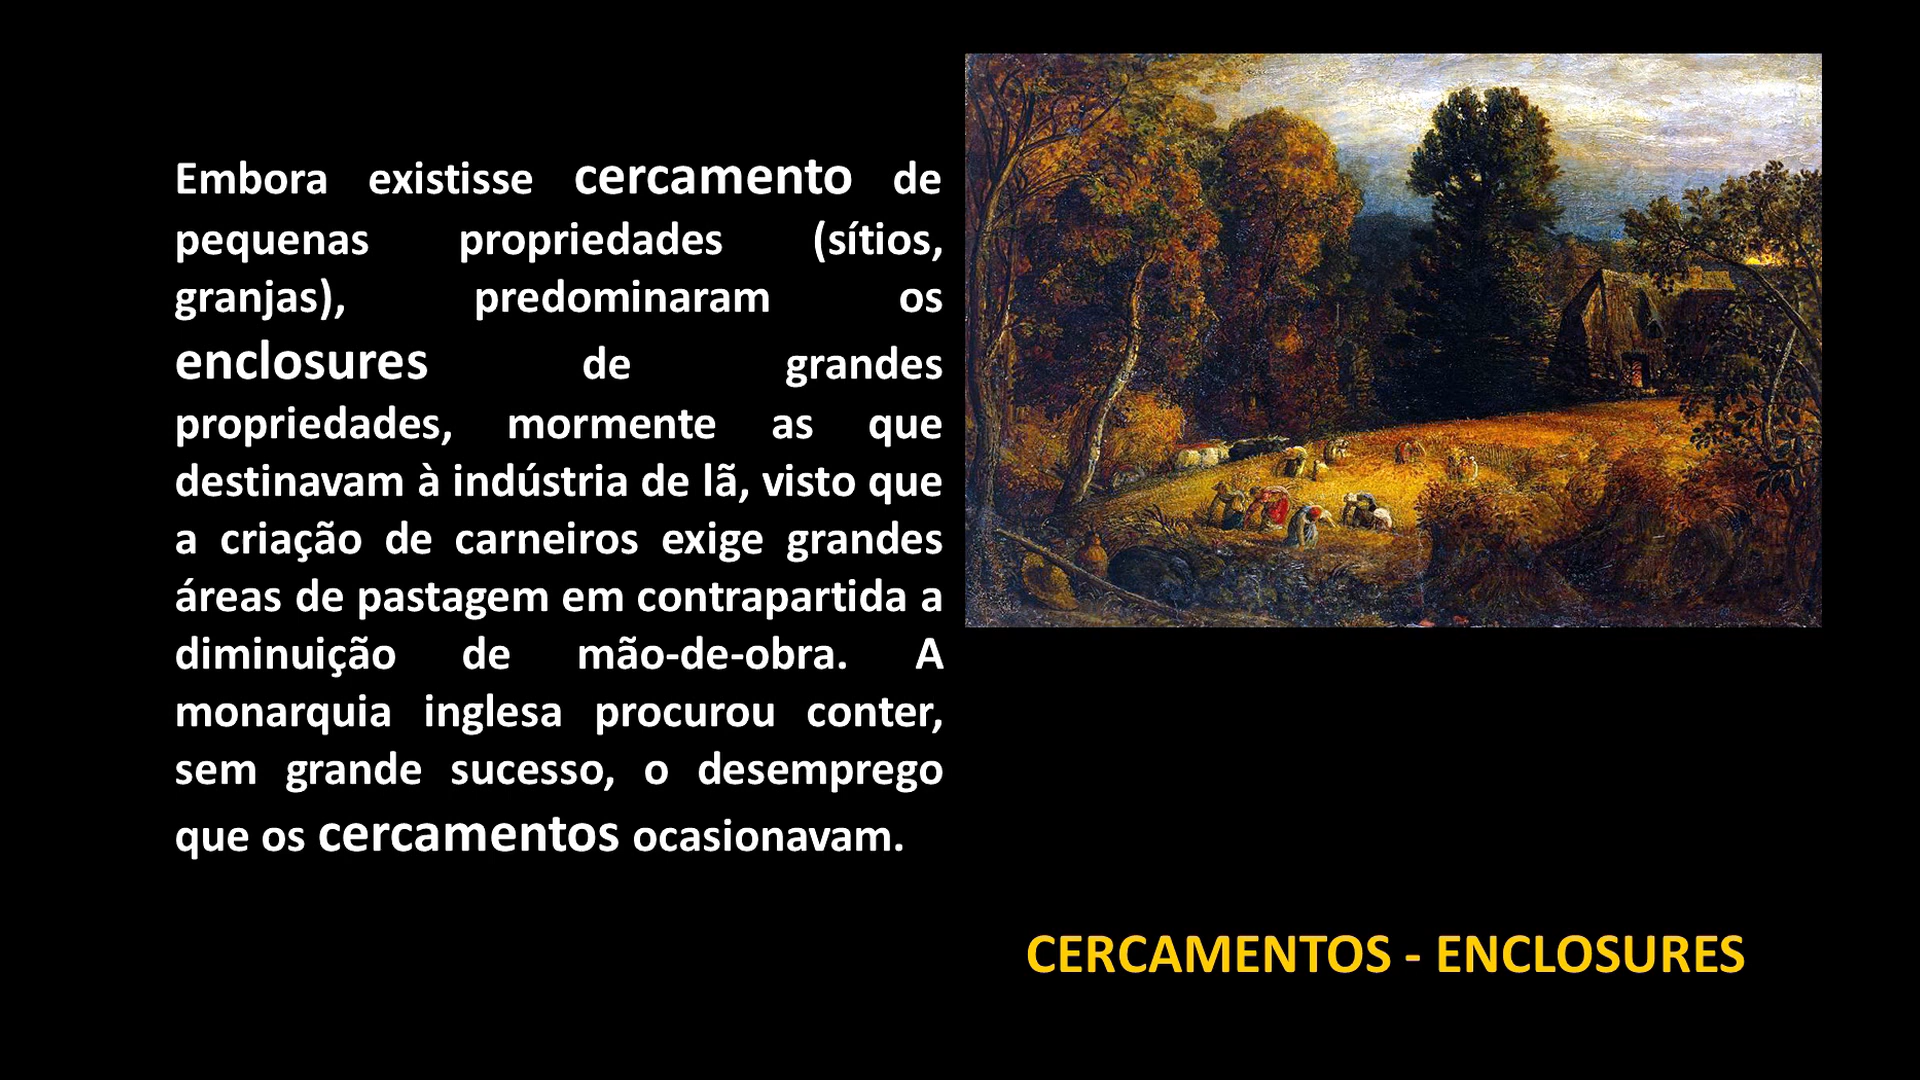 Embora existisse cercamento de
pequenas propriedades (sítios,
granjas), predominaram os
enclosures de grandes
propriedades, mormente as que
destinavam à indústria de lã, visto que
a criação de carneiros exige grandes
áreas de pastagem em contrapartida a
diminuição de mão-de-obra. A
monarquia inglesa procurou conter,
sem grande sucesso, o desemprego
que os cercamentos ocasionavam.
CERCAMENTOS - ENCLOSURES